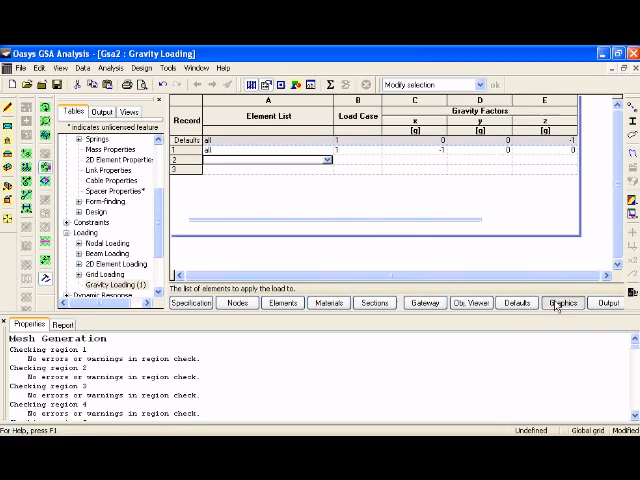 Oasys GSA Analysis - [Gsa2 : Gravity Loading]
File Edit View Data Analysis Design Tools Window Help
Modify selection ok
Tables Output Views
* indicates unlicensed feature
Springs
Mass Properties
2D Element Propertie
Link Properties
Cable Properties
Spacer Properties*
Form-finding
Design
Constraints
Loading
Nodal Loading
Beam Loading
2D Element Loading
Grid Loading
Gravity Loading (1)
Dynamic Response
A B C D E
Record Element List Load Case Gravity Factors
x y z
[g] [g] [g]
Defaults all 1 0 0 -1
1 all 1 -1 0 0
2
3
The list of elements to apply the load to.
Specification Nodes Elements Materials Sections Gateway Obj. Viewer Defaults Graphics Output
Properties Report
Mesh Generation
Checking region 1
No errors or warnings in region check.
Checking region 2
No errors or warnings in region check.
Checking region 3
No errors or warnings in region check.
Checking region 4
No errors or warnings in region check.
For Help, press F1 Undefined Global grid Modified